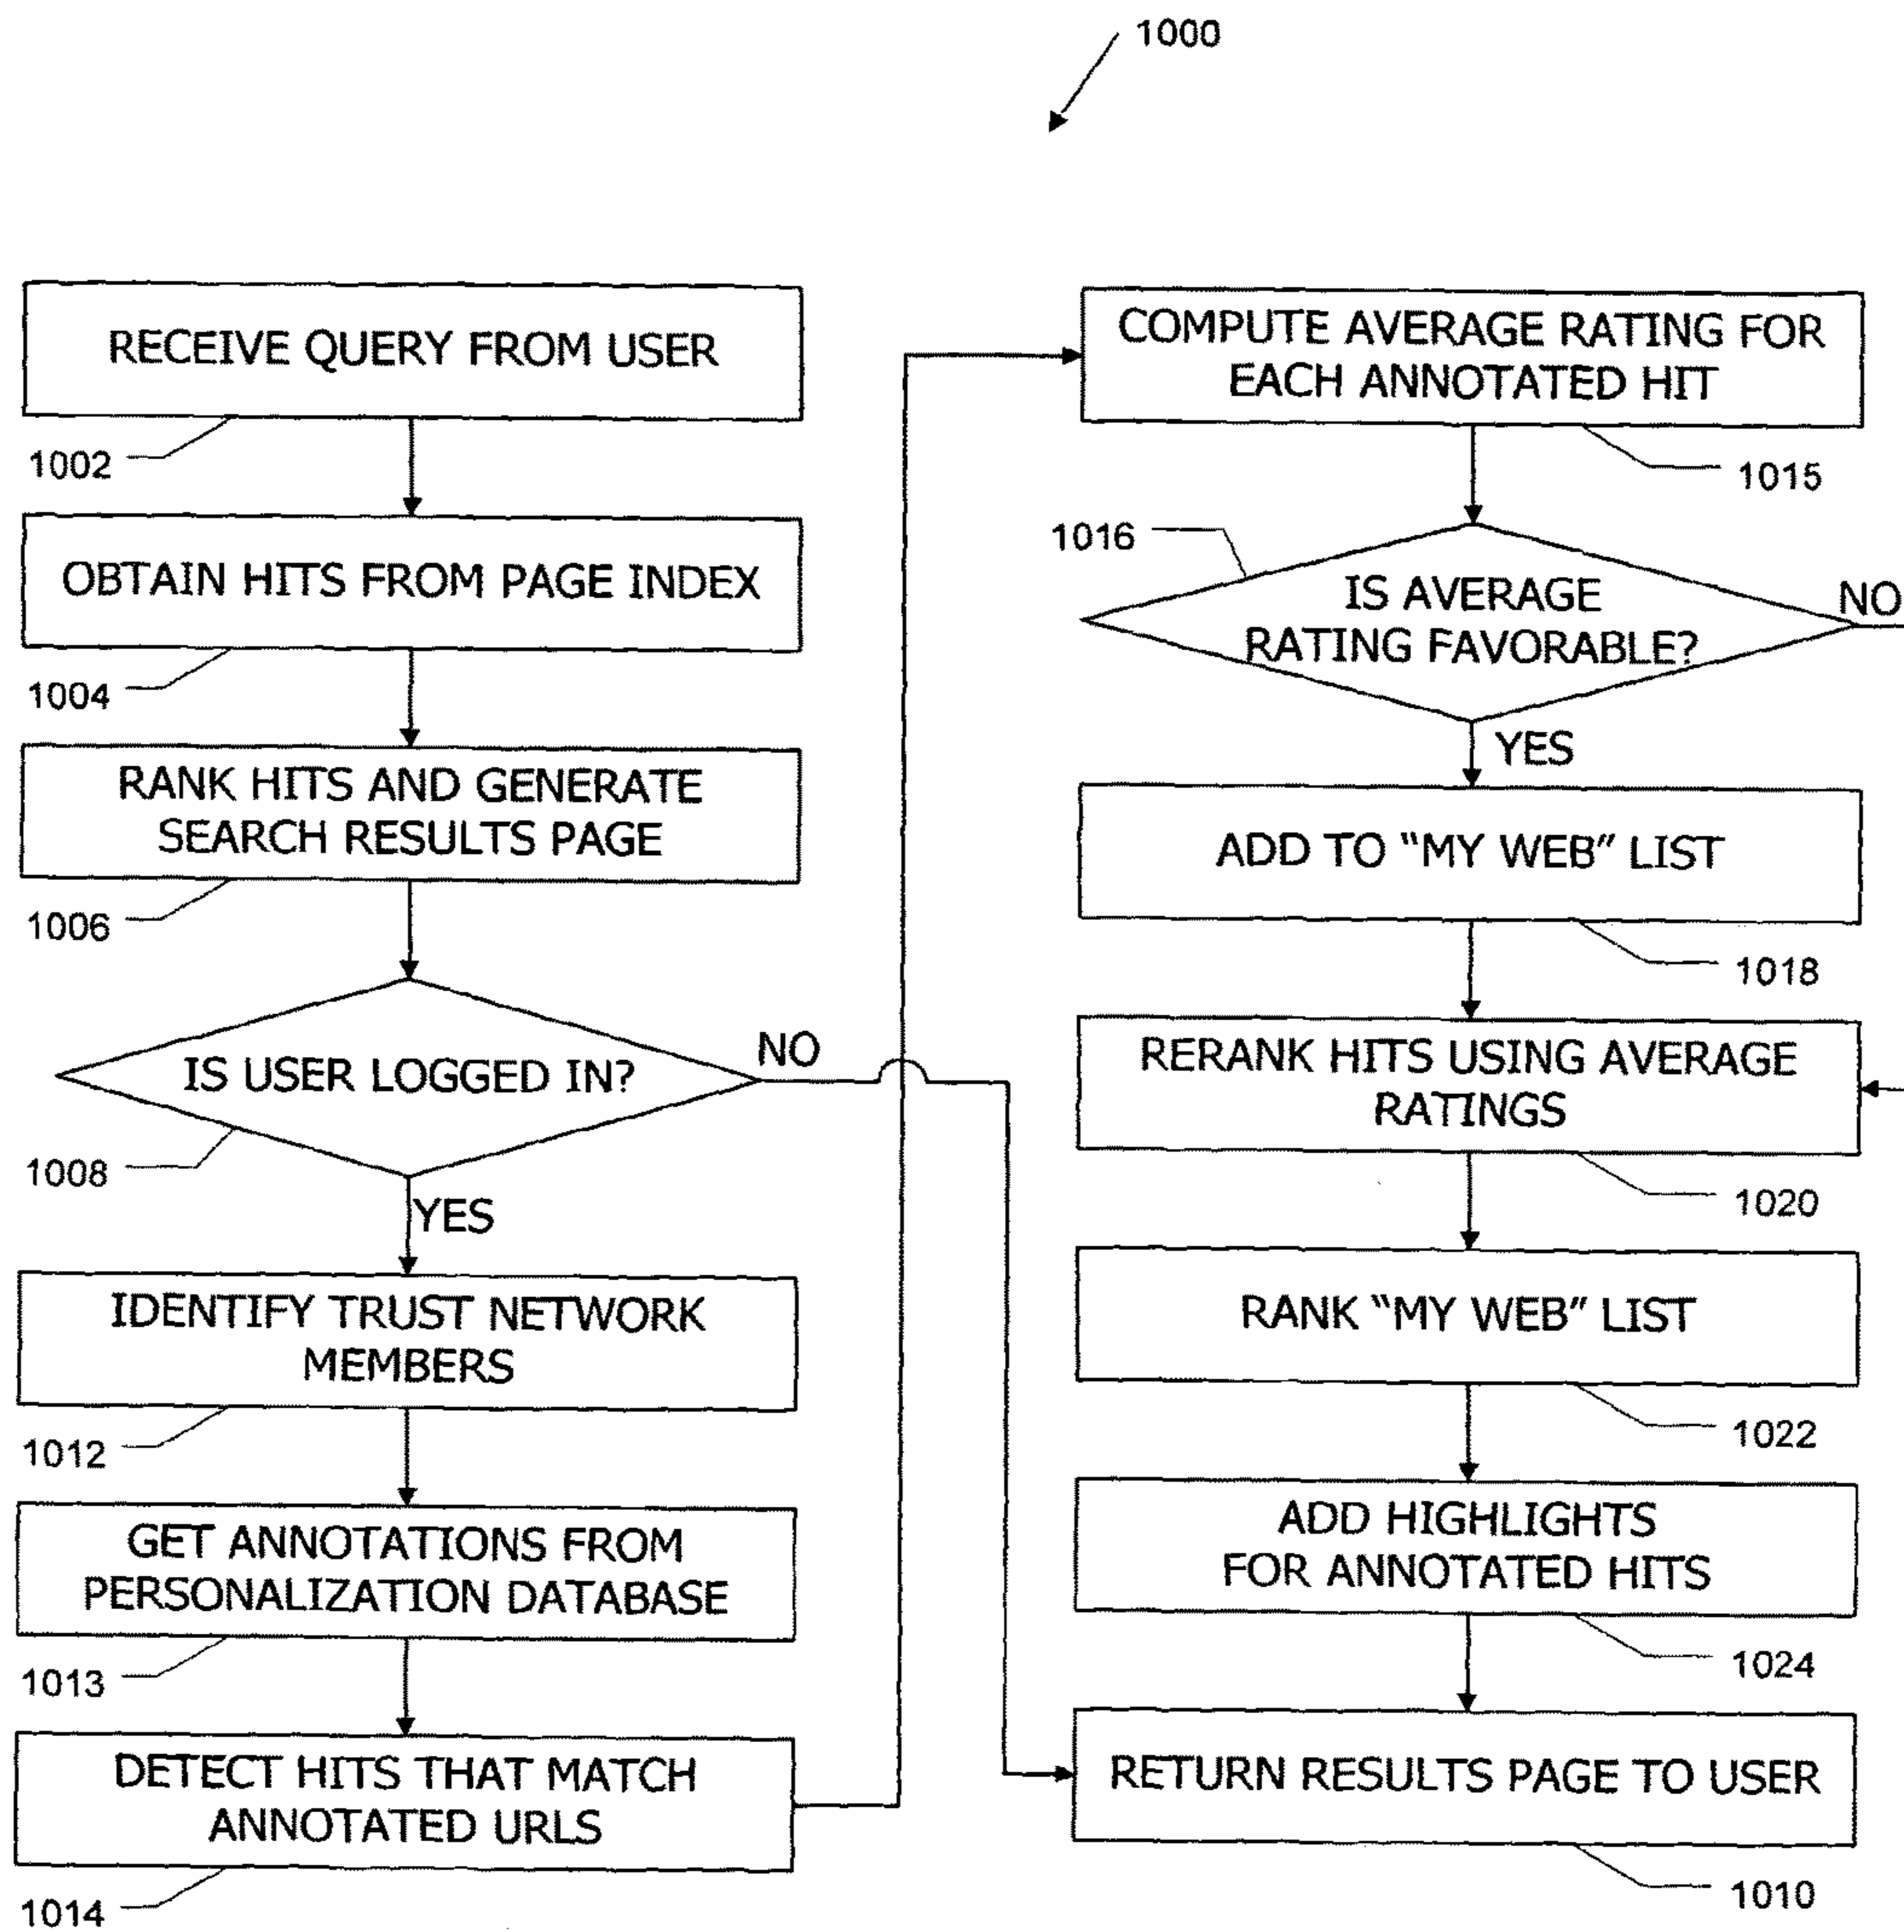 1000
RECEIVE QUERY FROM USER
1002
OBTAIN HITS FROM PAGE INDEX
1004
RANK HITS AND GENERATE
SEARCH RESULTS PAGE
1006
IS USER LOGGED IN?
NO
1008
YES
IDENTIFY TRUST NETWORK
MEMBERS
1012
GET ANNOTATIONS FROM
PERSONALIZATION DATABASE
1013
DETECT HITS THAT MATCH
ANNOTATED URLS
1014
COMPUTE AVERAGE RATING FOR
EACH ANNOTATED HIT
1015
1016
IS AVERAGE
RATING FAVORABLE?
NO
YES
ADD TO “MY WEB” LIST
1018
RERANK HITS USING AVERAGE
RATINGS
1020
RANK “MY WEB” LIST
1022
ADD HIGHLIGHTS
FOR ANNOTATED HITS
1024
RETURN RESULTS PAGE TO USER
1010